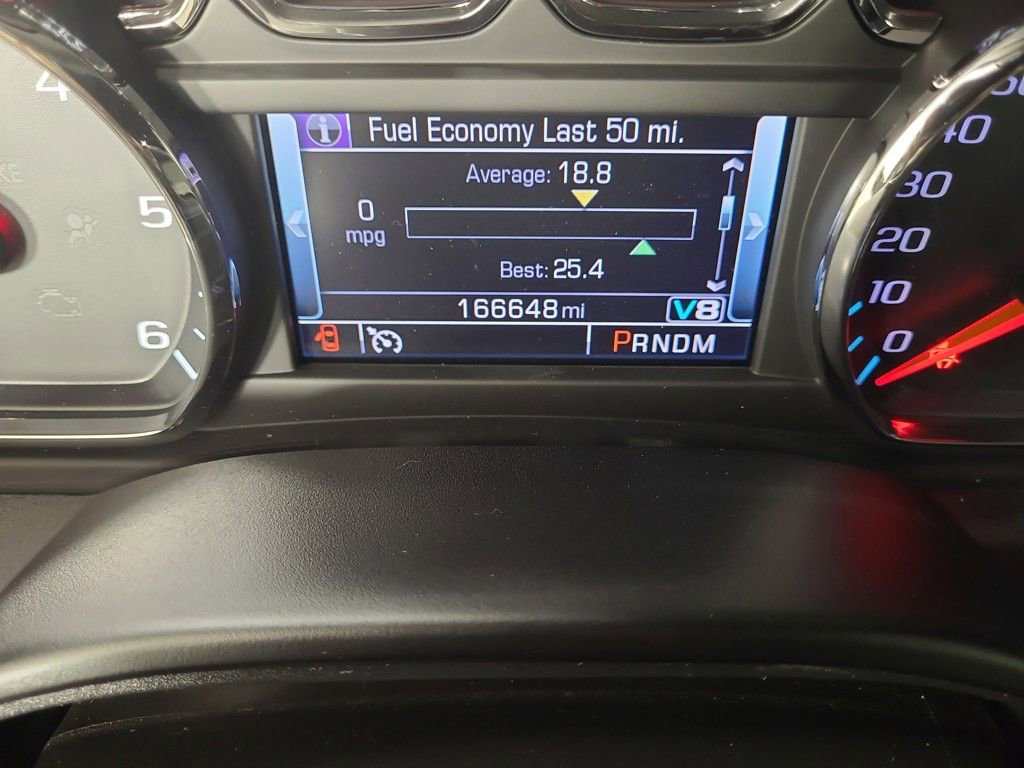 Fuel Economy Last 50 mi.
Average: 18.8
0
mpg
Best: 25.4
166648 mi
V8
PRNDM
4
5
6
40
30
20
10
0